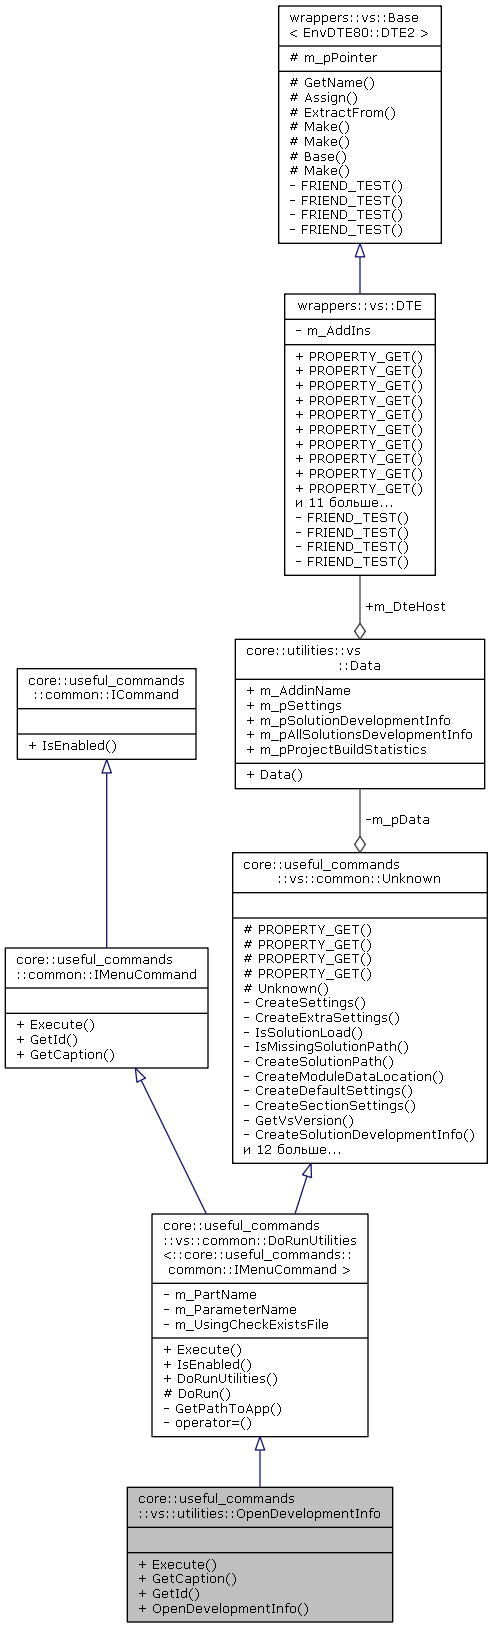 wrappers::vs::Base
< EnvDTE80::DTE2 >
# m_pPointer
# GetName()
# Assign()
# ExtractFrom()
# Make()
# Make()
# Base()
# Make()
- FRIEND_TEST()
- FRIEND_TEST()
- FRIEND_TEST()
- FRIEND_TEST()
wrappers::vs::DTE
- m_AddIns
+ PROPERTY_GET()
+ PROPERTY_GET()
+ PROPERTY_GET()
+ PROPERTY_GET()
+ PROPERTY_GET()
+ PROPERTY_GET()
+ PROPERTY_GET()
+ PROPERTY_GET()
+ PROPERTY_GET()
+ PROPERTY_GET()
и 11 больше...
- FRIEND_TEST()
- FRIEND_TEST()
- FRIEND_TEST()
- FRIEND_TEST()
+m_DteHost
core::utilities::vs
::Data
+ m_AddinName
+ m_pSettings
+ m_pSolutionDevelopmentInfo
+ m_pAllSolutionsDevelopmentInfo
+ m_pProjectBuildStatistics
+ Data()
core::useful_commands
::common::ICommand
+ IsEnabled()
-m_pData
core::useful_commands
::vs::common::Unknown
# PROPERTY_GET()
# PROPERTY_GET()
# PROPERTY_GET()
# PROPERTY_GET()
# Unknown()
- CreateSettings()
- CreateExtraSettings()
- IsSolutionLoad()
- IsMissingSolutionPath()
- CreateSolutionPath()
- CreateModuleDataLocation()
- CreateDefaultSettings()
- CreateSectionSettings()
- GetVsVersion()
- CreateSolutionDevelopmentInfo()
и 12 больше...
core::useful_commands
::common::IMenuCommand
+ Execute()
+ GetId()
+ GetCaption()
core::useful_commands
::vs::common::DoRunUtilities
<::core::useful_commands::
common::IMenuCommand >
- m_PartName
- m_ParameterName
- m_UsingCheckExistsFile
+ Execute()
+ IsEnabled()
+ DoRunUtilities()
# DoRun()
- GetPathToApp()
- operator=()
core::useful_commands
::vs::utilities::OpenDevelopmentInfo
+ Execute()
+ GetCaption()
+ GetId()
+ OpenDevelopmentInfo()